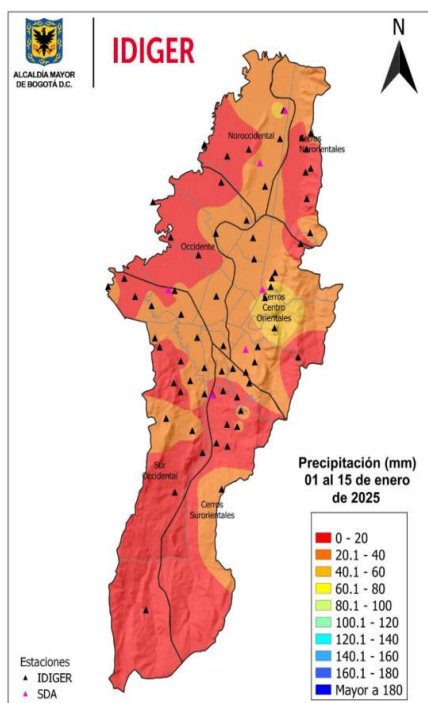 ALCALDÍA MAYOR
DE BOGOTÁ D.C.
IDIGER
N
Noroccidental
Cerros
Nororientales
Occidente
Cerros
Centro
Orientales
Sur
Occidental
Cerros
Surorientales
Precipitación (mm)
01 al 15 de enero
de 2025
0 - 20
20.1 - 40
40.1 - 60
60.1 - 80
80.1 - 100
100.1 - 120
120.1 - 140
140.1 - 160
160.1 - 180
Mayor a 180
Estaciones
IDIGER
SDA